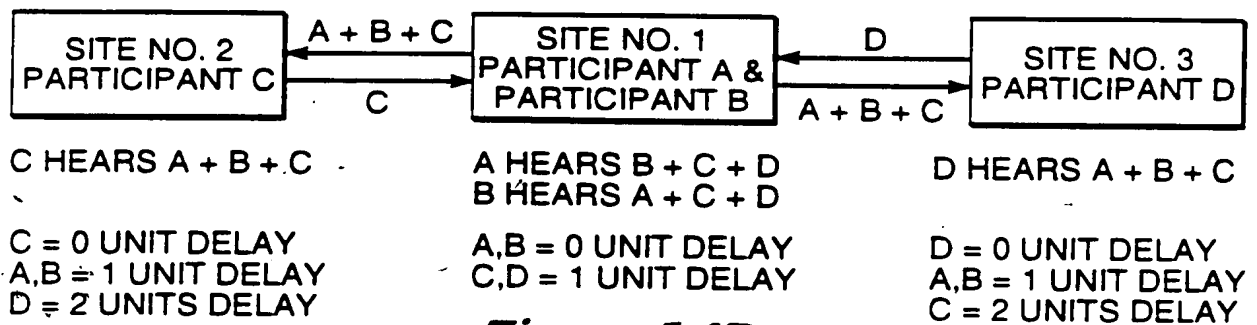 SITE NO. 2
PARTICIPANT C
A + B + C
C
SITE NO. 1
PARTICIPANT A &
PARTICIPANT B
D
A + B + C
SITE NO. 3
PARTICIPANT D
C HEARS A + B + C
A HEARS B + C + D
B HEARS A + C + D
D HEARS A + B + C
C = 0 UNIT DELAY
A,B = 1 UNIT DELAY
D = 2 UNITS DELAY
A,B = 0 UNIT DELAY
C,D = 1 UNIT DELAY
D = 0 UNIT DELAY
A,B = 1 UNIT DELAY
C = 2 UNITS DELAY